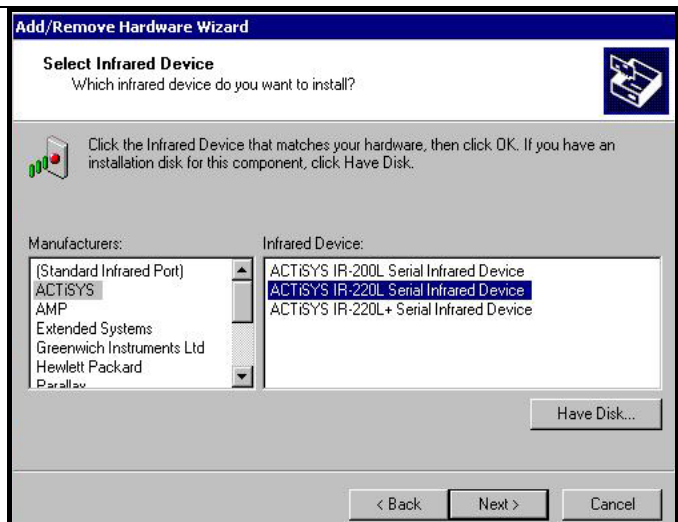 Add/Remove Hardware Wizard
Select Infrared Device
Which infrared device do you want to install?
Click the Infrared Device that matches your hardware, then click OK. If you have an
installation disk for this component, click Have Disk.
Manufacturers:
(Standard Infrared Port)
ACTiSYS
AMP
Extended Systems
Greenwich Instruments Ltd
Hewlett Packard
Parallax
Infrared Device:
ACTiSYS IR-200L Serial Infrared Device
ACTiSYS IR-220L Serial Infrared Device
ACTiSYS IR-220L+ Serial Infrared Device
Have Disk...
< Back
Next >
Cancel